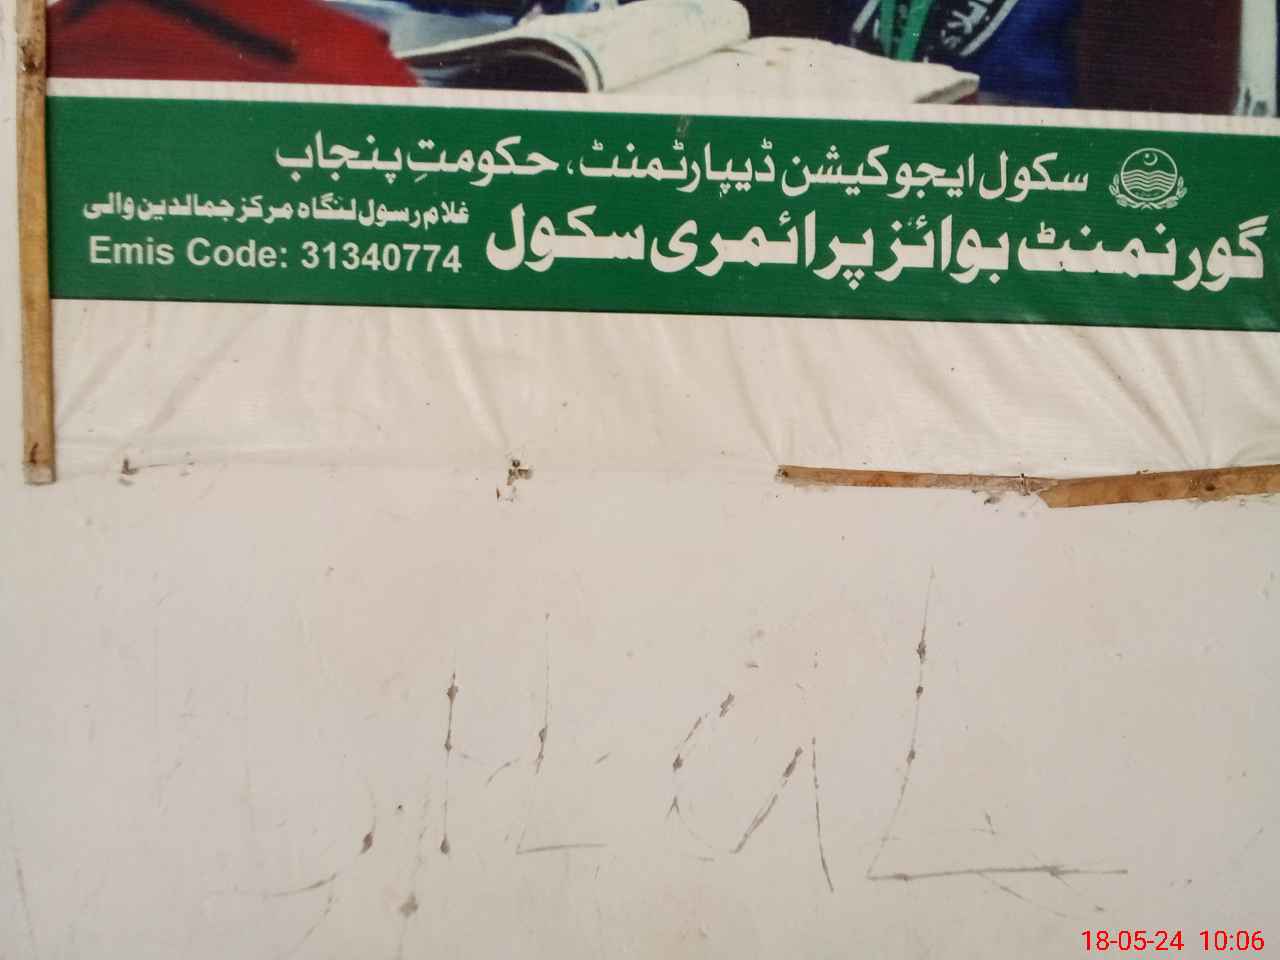 سکول ایجوکیشن ڈیپارٹمنٹ، حکومتِ پنجاب
گورنمنٹ بوائز پرائمری سکول
غلام رسول لنگاہ مرکز جمالدین والی
Emis Code: 31340774
18-05-24 10:06